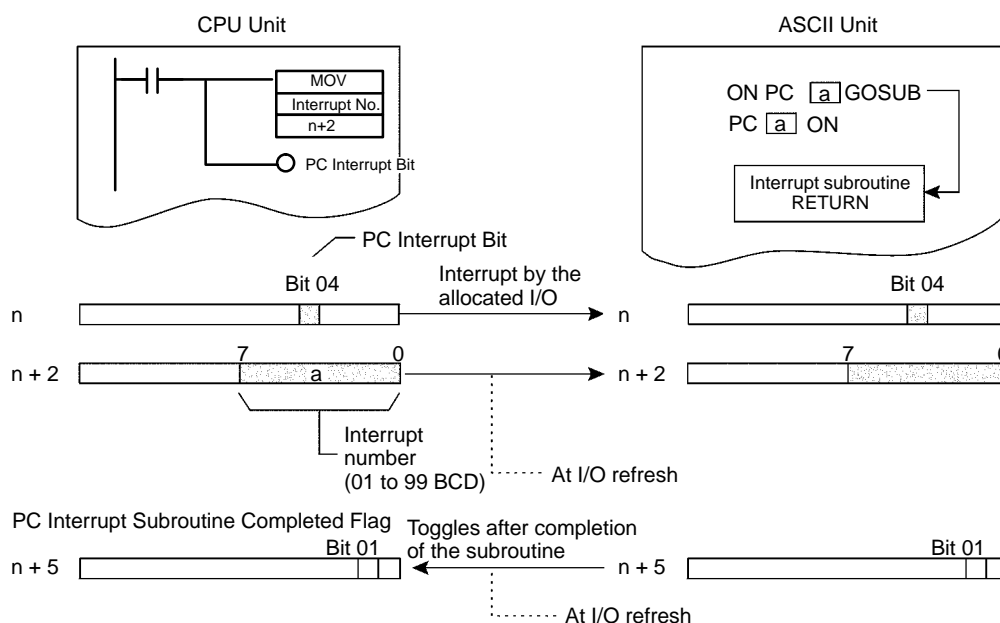 CPU Unit
ASCII Unit
MOV
Interrupt No.
n+2
PC Interrupt Bit
ON PC a GOSUB
PC a ON
Interrupt subroutine
RETURN
PC Interrupt Bit
Bit 04
Interrupt by the
allocated I/O
Bit 04
n
n
7 0
7
n + 2
a
n + 2
Interrupt
number
(01 to 99 BCD)
At I/O refresh
PC Interrupt Subroutine Completed Flag
Toggles after completion
of the subroutine
Bit 01
Bit 01
n + 5
n + 5
At I/O refresh